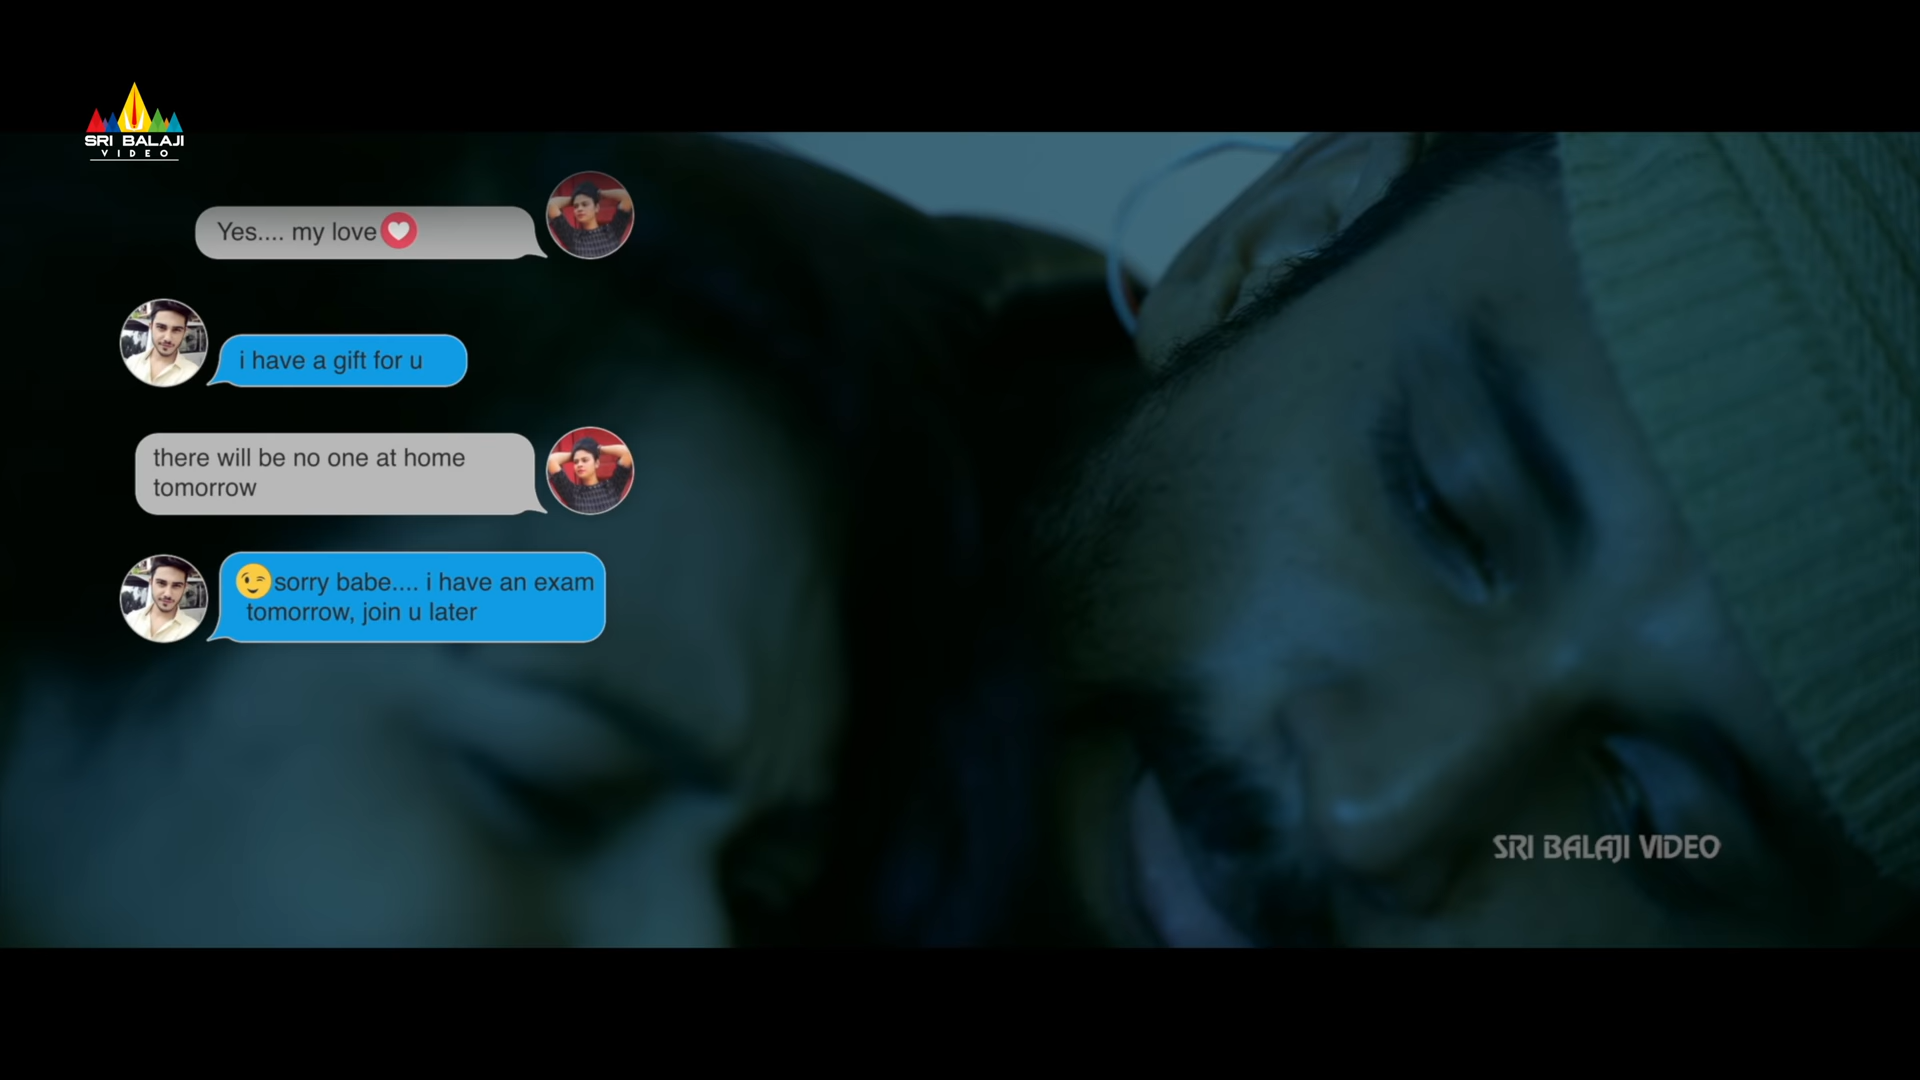 SRI BALAJI
VIDEO
Yes.... my love
i have a gift for u
there will be no one at home
tomorrow
sorry babe.... i have an exam
tomorrow, join u later
SRI BALAJI VIDEO